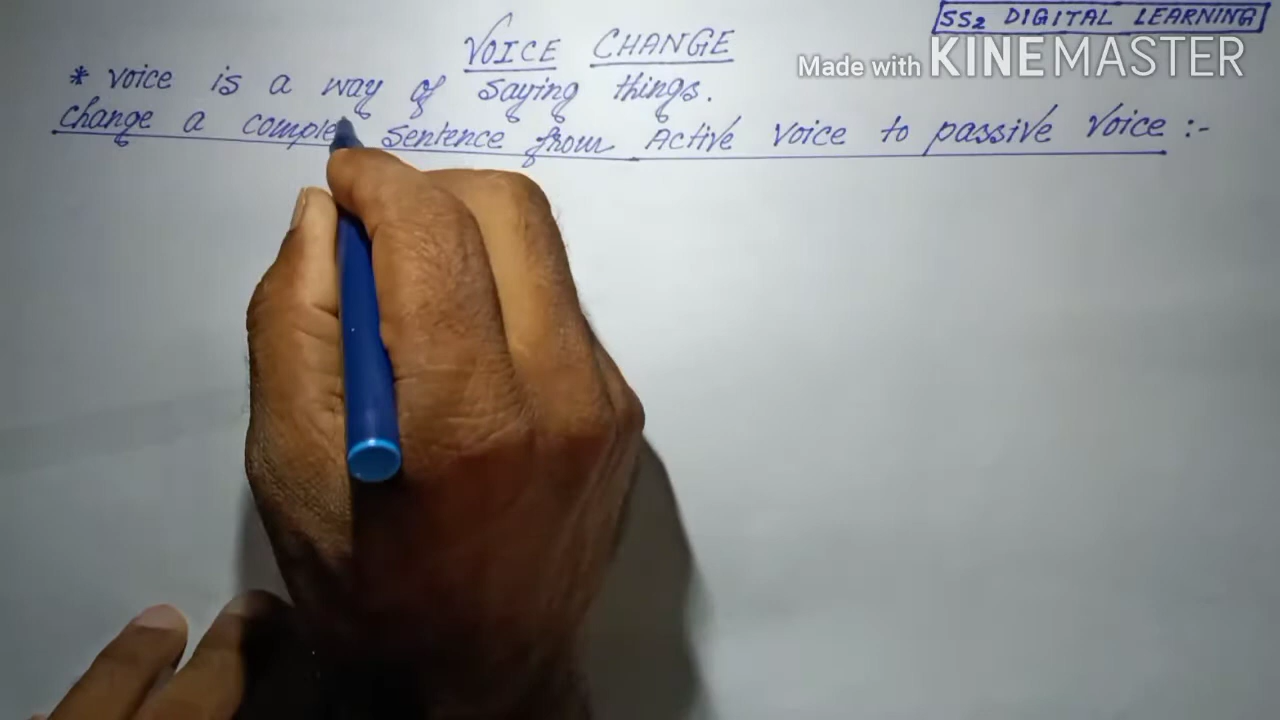 SS2 DIGITAL LEARNING
Made with KINEMASTER
VOICE CHANGE
* Voice is a way of saying things.
Change a comple sentence from Active Voice to passive Voice :-